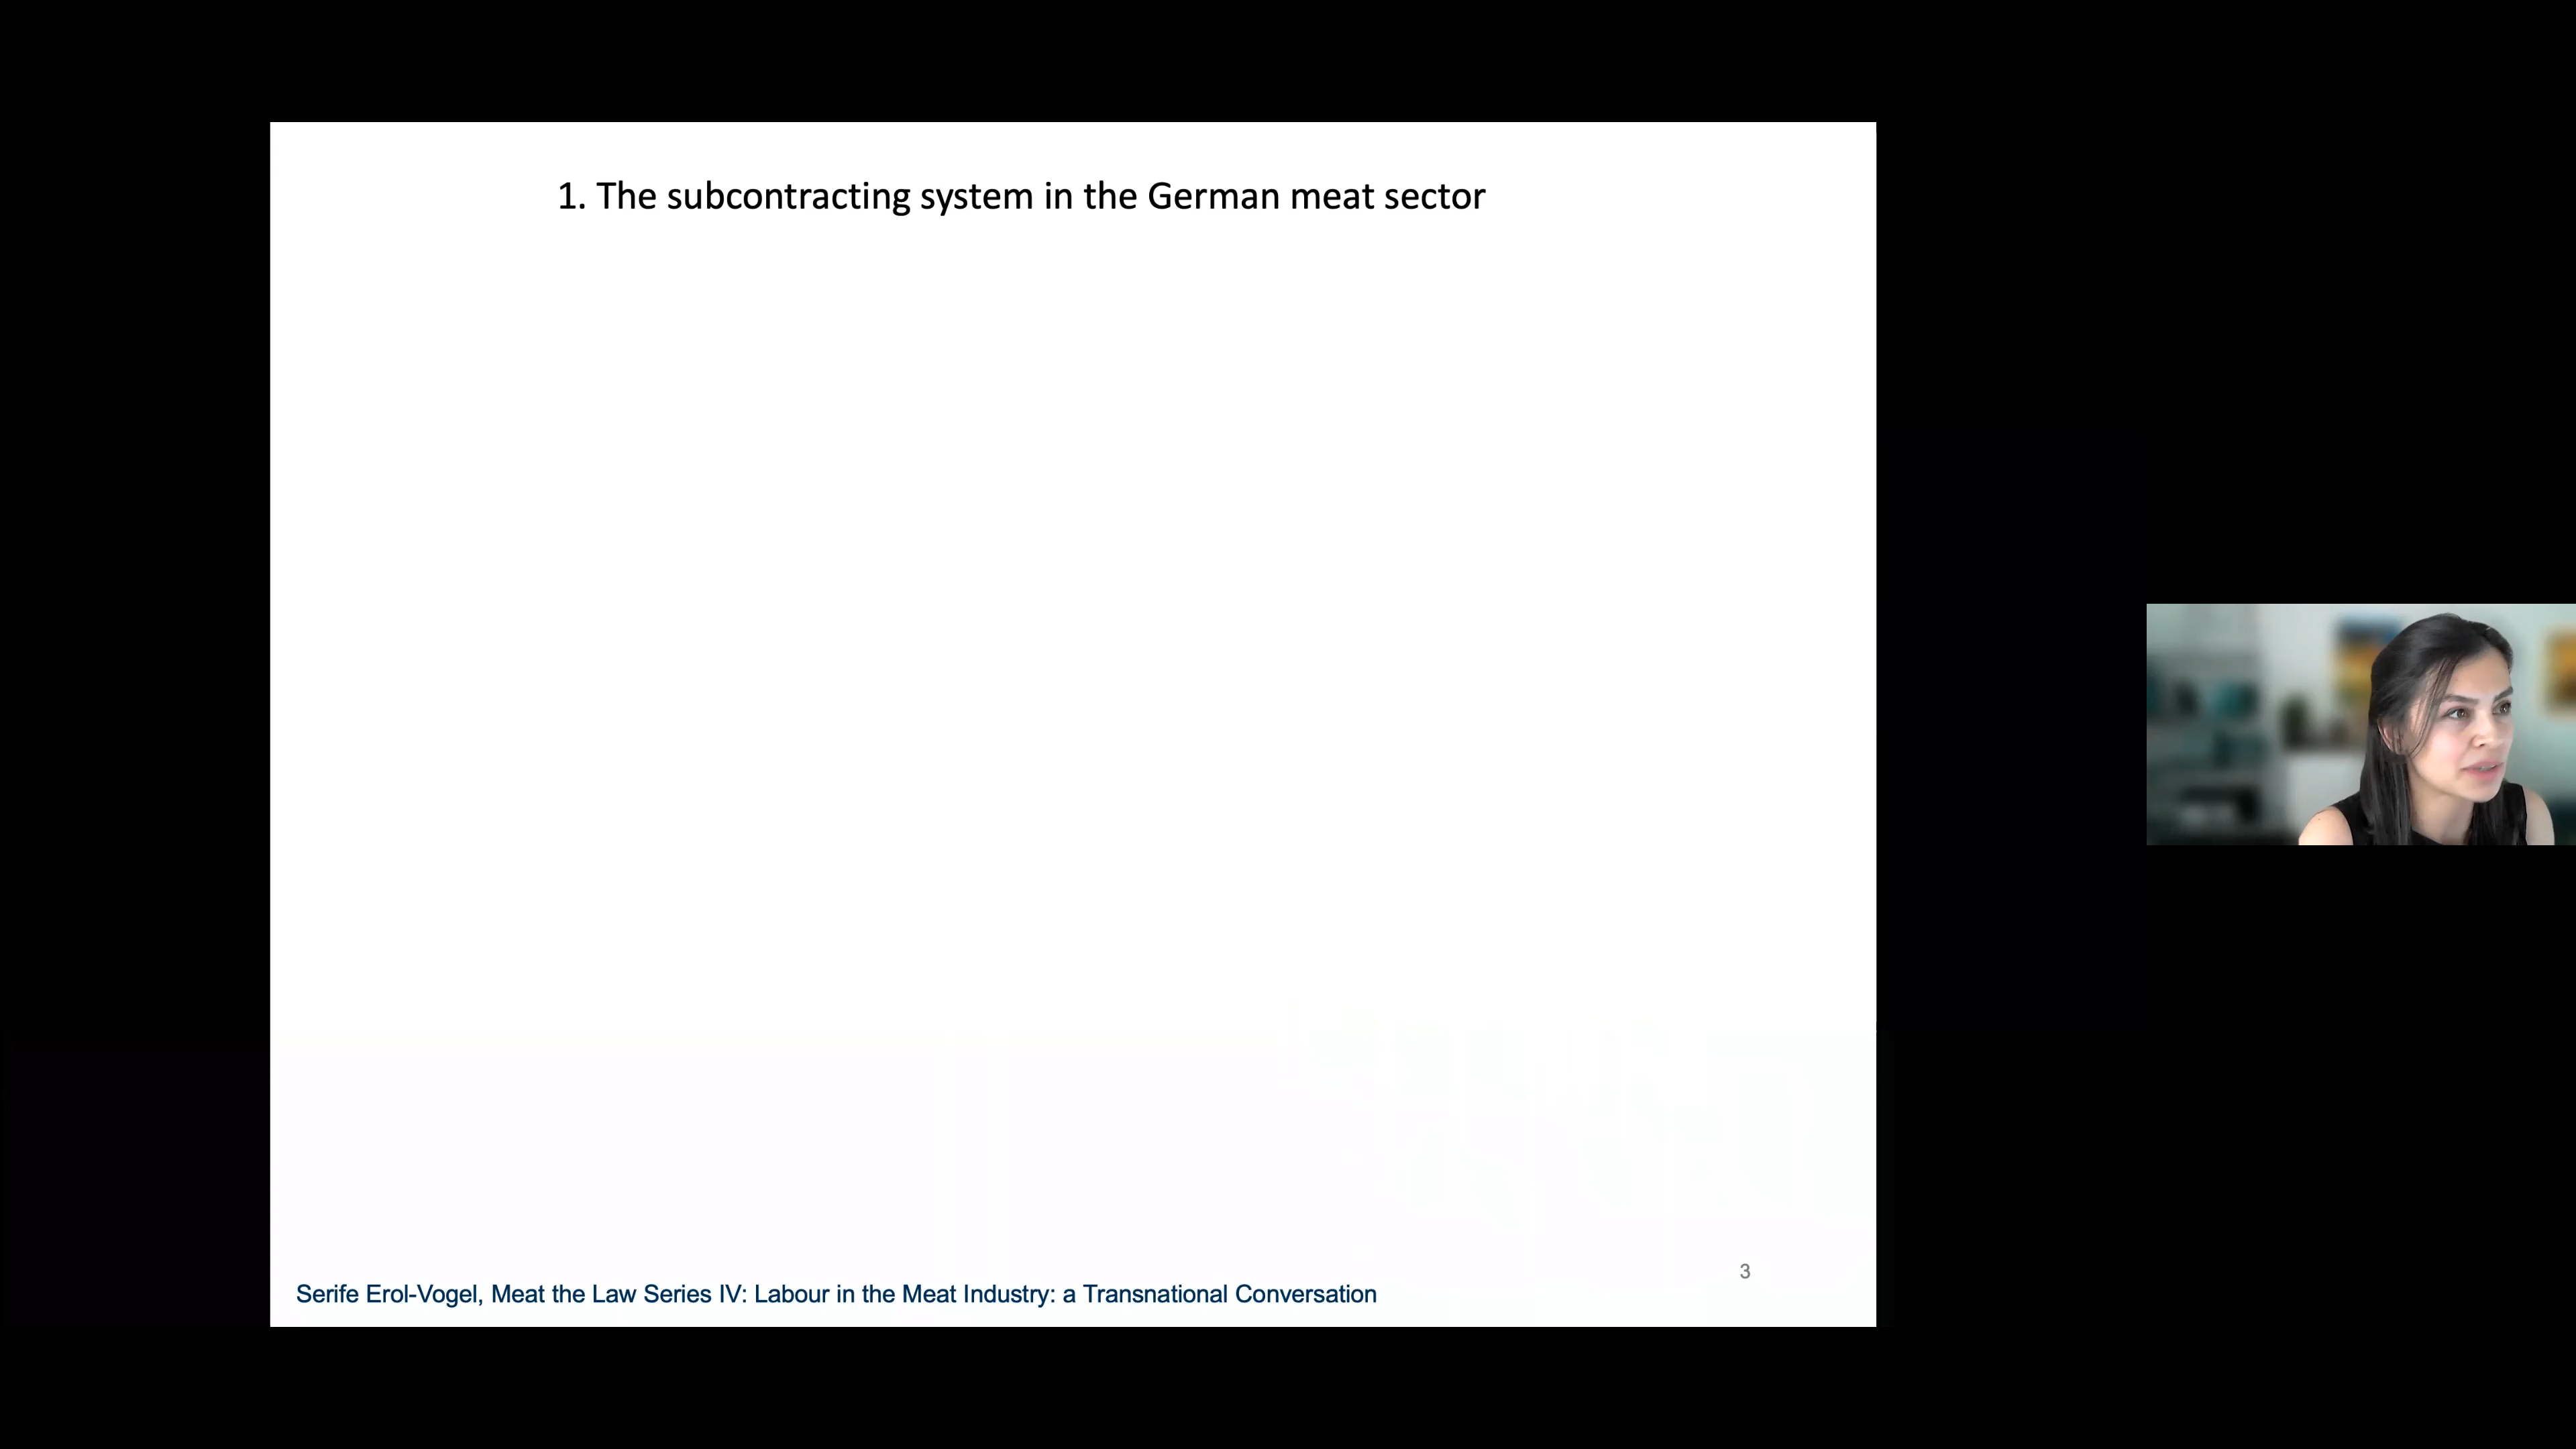 1. The subcontracting system in the German meat sector
3
Serife Erol-Vogel, Meat the Law Series IV: Labour in the Meat Industry: a Transnational Conversation